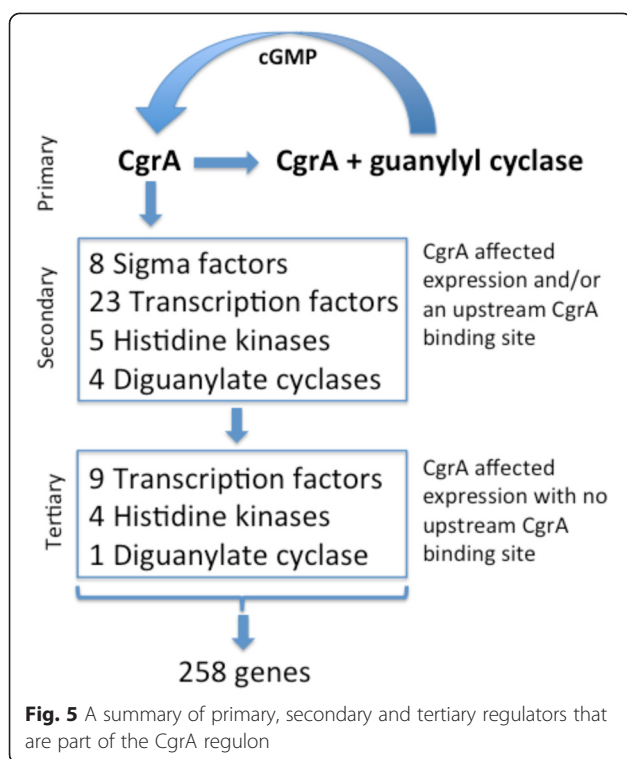 cGMP
Primary
CgrA
CgrA + guanylyl cyclase
Secondary
8 Sigma factors
23 Transcription factors
5 Histidine kinases
4 Diguanylate cyclases
CgrA affected
expression and/or
an upstream CgrA
binding site
Tertiary
9 Transcription factors
4 Histidine kinases
1 Diguanylate cyclase
CgrA affected
expression with no
upstream CgrA
binding site
258 genes
Fig. 5 A summary of primary, secondary and tertiary regulators that
are part of the CgrA regulon